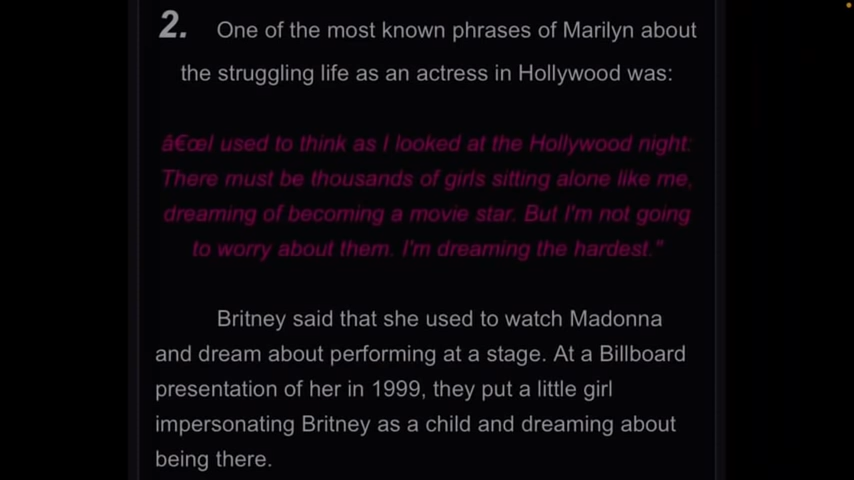 2. One of the most known phrases of Marilyn about
the struggling life as an actress in Hollywood was:
â€œI used to think as I looked at the Hollywood night:
There must be thousands of girls sitting alone like me,
dreaming of becoming a movie star. But I'm not going
to worry about them. I'm dreaming the hardest."
Britney said that she used to watch Madonna
and dream about performing at a stage. At a Billboard
presentation of her in 1999, they put a little girl
impersonating Britney as a child and dreaming about
being there.